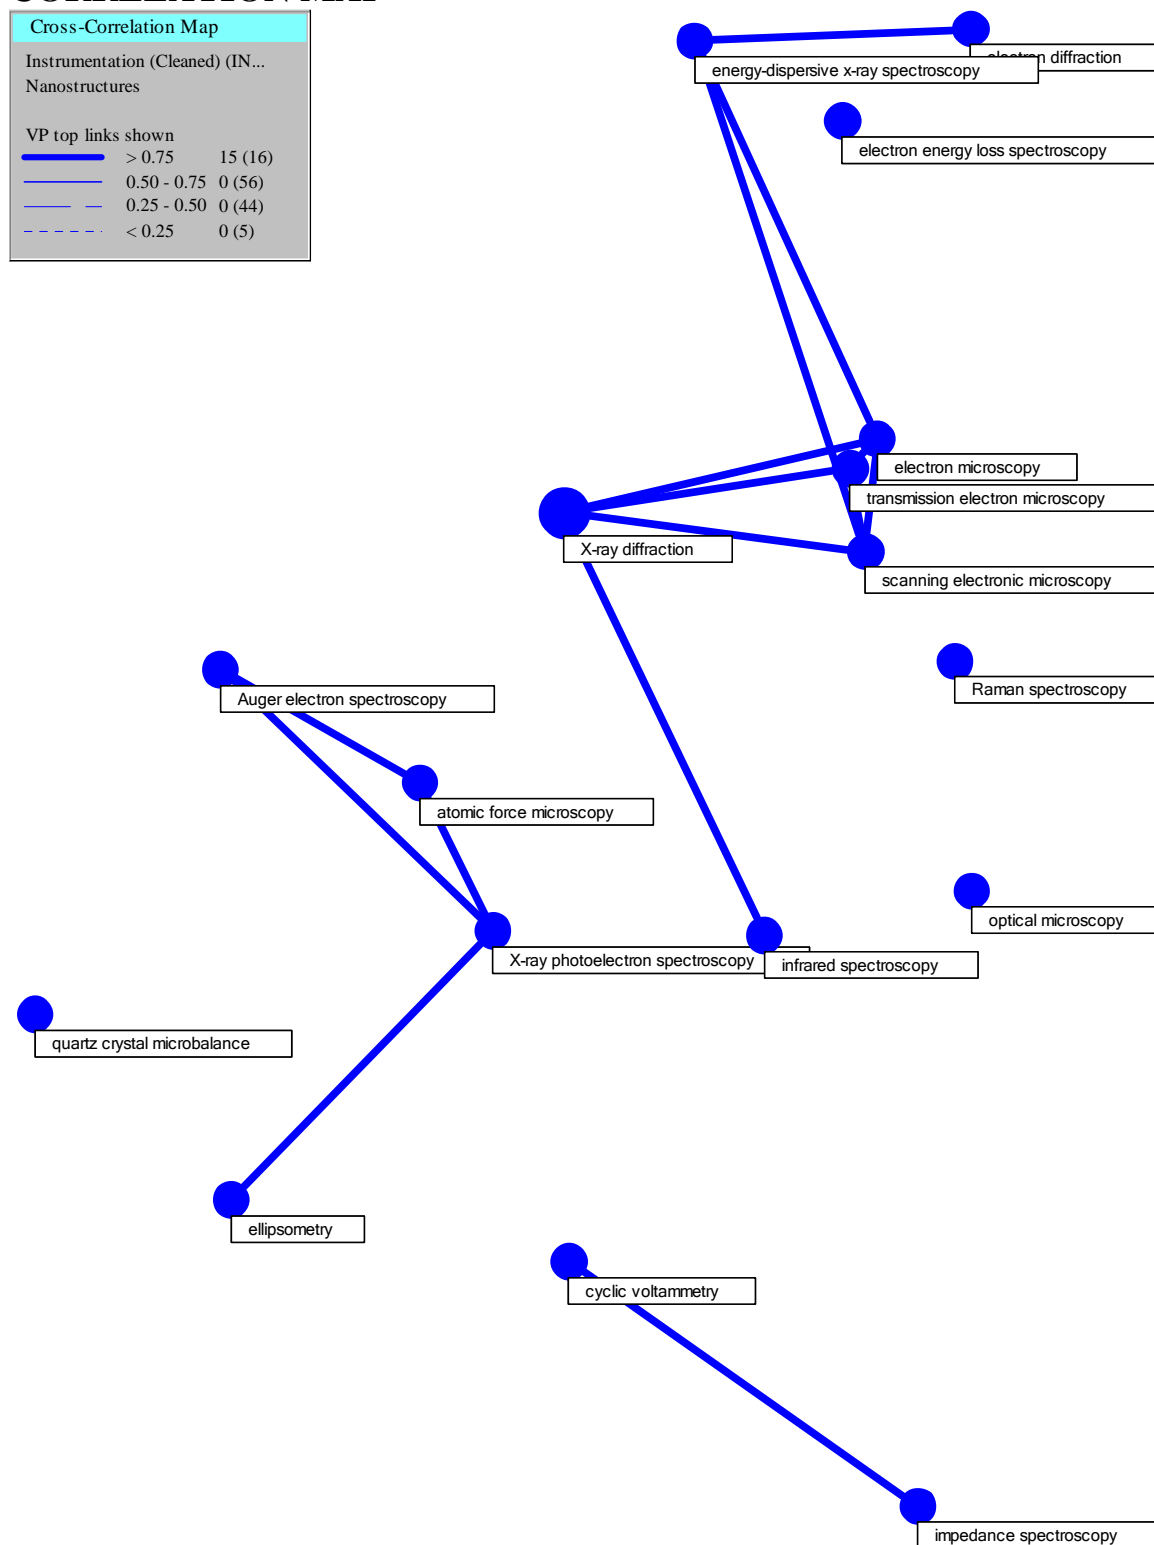 Cross-Correlation Map
Instrumentation (Cleaned) (IN...
Nanostructures
VP top links shown
> 0.75 15 (16)
0.50 - 0.75 0 (56)
0.25 - 0.50 0 (44)
< 0.25 0 (5)
electron diffraction
energy-dispersive x-ray spectroscopy
electron energy loss spectroscopy
electron microscopy
transmission electron microscopy
X-ray diffraction
scanning electronic microscopy
Raman spectroscopy
Auger electron spectroscopy
atomic force microscopy
optical microscopy
X-ray photoelectron spectroscopy
infrared spectroscopy
quartz crystal microbalance
ellipsometry
cyclic voltammetry
impedance spectroscopy